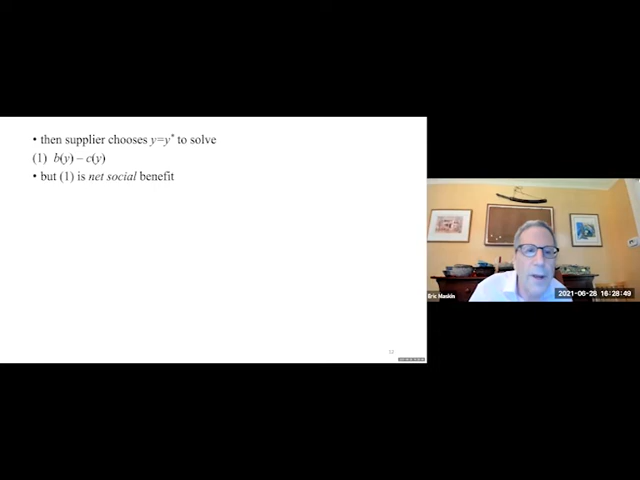 • then supplier chooses y=y* to solve
(1) b(y) – c(y)
• but (1) is net social benefit
12
Eric Maskin
2021-06-28 16:28:49